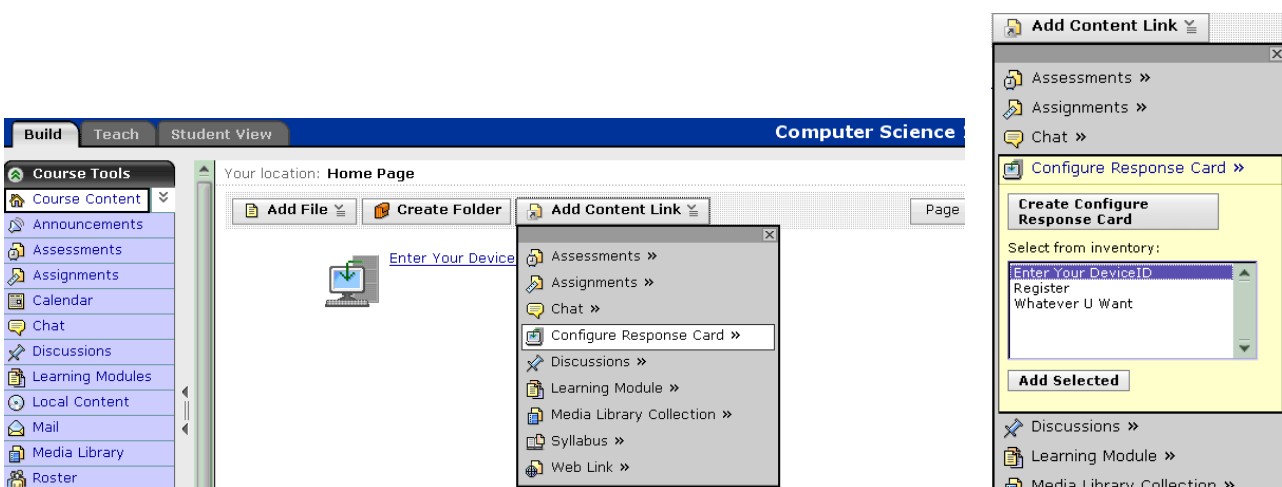 Build
Teach
Student View
Computer Science
Course Tools
Course Content
Announcements
Assessments
Assignments
Calendar
Chat
Discussions
Learning Modules
Local Content
Mail
Media Library
Roster
Your location: Home Page
Add File
Create Folder
Add Content Link
Page
Enter Your Device
Assessments »
Assignments »
Chat »
Configure Response Card »
Discussions »
Learning Module »
Media Library Collection »
Syllabus »
Web Link »
Add Content Link
Assessments »
Assignments »
Chat »
Configure Response Card »
Create Configure
Response Card
Select from inventory:
Enter Your DeviceID
Register
Whatever U Want
Add Selected
Discussions »
Learning Module »
Media Library Collection »